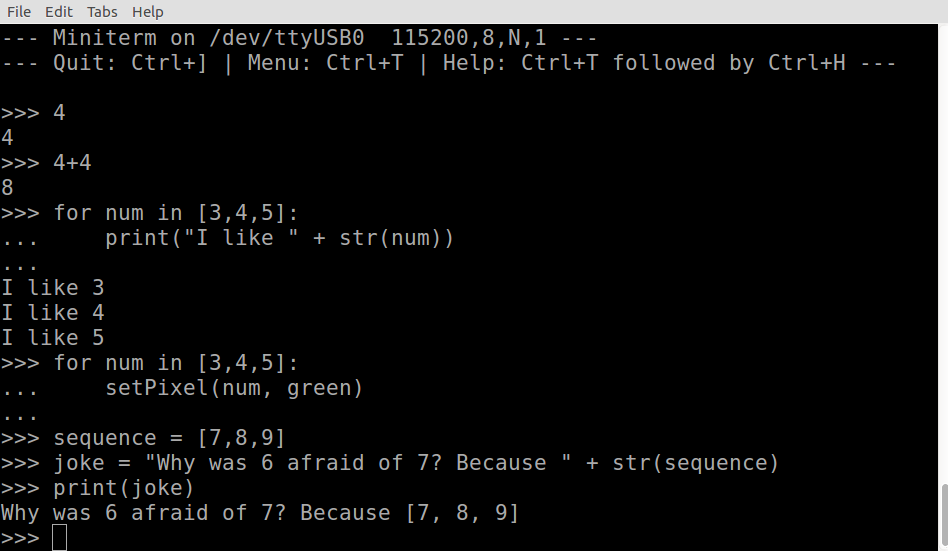 File Edit Tabs Help
--- Miniterm on /dev/ttyUSB0  115200,8,N,1 ---
--- Quit: Ctrl+] | Menu: Ctrl+T | Help: Ctrl+T followed by Ctrl+H ---
>>> 4
4
>>> 4+4
8
>>> for num in [3,4,5]:
...     print("I like " + str(num))
...
I like 3
I like 4
I like 5
>>> for num in [3,4,5]:
...     setPixel(num, green)
...
>>> sequence = [7,8,9]
>>> joke = "Why was 6 afraid of 7? Because " + str(sequence)
>>> print(joke)
Why was 6 afraid of 7? Because [7, 8, 9]
>>>